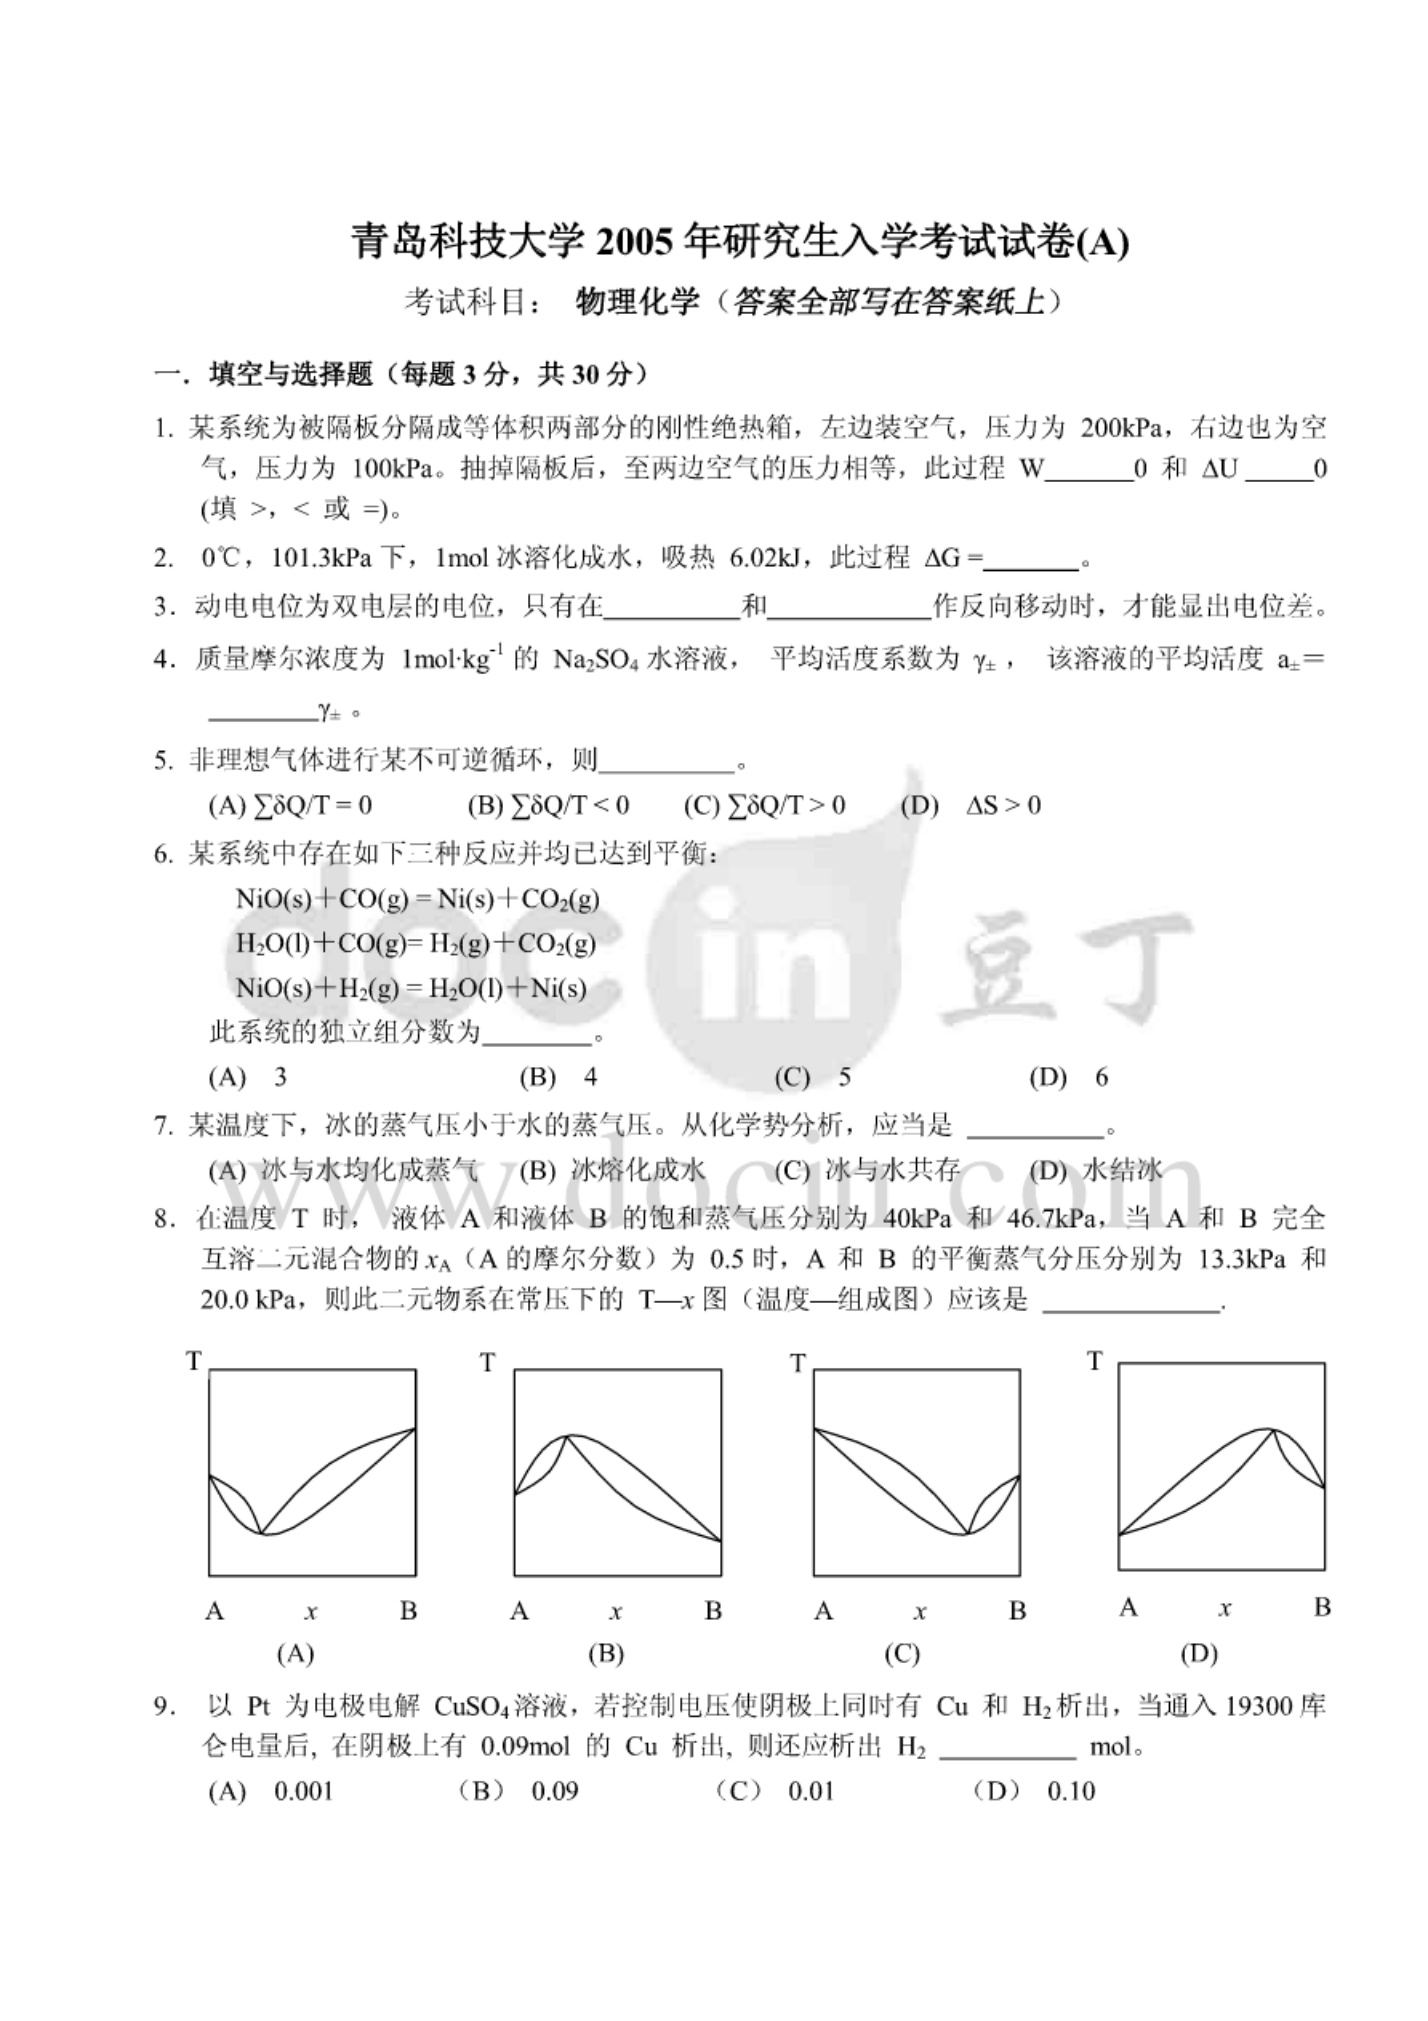 青岛科技大学 2005 年研究生入学考试试卷(A)
考试科目： 物理化学（答案全部写在答案纸上）
一．填空与选择题（每题 3 分，共 30 分）
1. 某系统为被隔板分隔成等体积两部分的刚性绝热箱，左边装空气，压力为 200kPa，右边也为空
气，压力为 100kPa。抽掉隔板后，至两边空气的压力相等，此过程 W______0 和 ΔU _____0
(填 >，< 或 =)。
2. 0℃，101.3kPa 下，1mol 冰溶化成水，吸热 6.02kJ，此过程 ΔG =_______。
3．动电电位为双电层的电位，只有在__________和____________作反向移动时，才能显出电位差。
4．质量摩尔浓度为 1mol·kg⁻¹ 的 Na₂SO₄ 水溶液， 平均活度系数为 γ± ， 该溶液的平均活度 a±＝
________γ± 。
5. 非理想气体进行某不可逆循环，则__________。
(A) ∑δQ/T = 0 (B) ∑δQ/T < 0 (C) ∑δQ/T > 0 (D) ΔS > 0
6. 某系统中存在如下三种反应并均已达到平衡：
NiO(s)＋CO(g) = Ni(s)＋CO₂(g)
H₂O(l)＋CO(g)= H₂(g)＋CO₂(g)
NiO(s)＋H₂(g) = H₂O(l)＋Ni(s)
此系统的独立组分数为________。
(A) 3 (B) 4 (C) 5 (D) 6
7. 某温度下，冰的蒸气压小于水的蒸气压。从化学势分析，应当是 __________。
(A) 冰与水均化成蒸气 (B) 冰熔化成水 (C) 冰与水共存 (D) 水结冰
8．在温度 T 时， 液体 A 和液体 B 的饱和蒸气压分别为 40kPa 和 46.7kPa，当 A 和 B 完全
互溶二元混合物的 xA（A 的摩尔分数）为 0.5 时，A 和 B 的平衡蒸气分压分别为 13.3kPa 和
20.0 kPa，则此二元物系在常压下的 T—x 图（温度—组成图）应该是 _____________.
T T T T
A x B A x B A x B A x B
(A) (B) (C) (D)
9. 以 Pt 为电极电解 CuSO₄ 溶液，若控制电压使阴极上同时有 Cu 和 H₂ 析出，当通入 19300 库
仑电量后, 在阴极上有 0.09mol 的 Cu 析出, 则还应析出 H₂ __________ mol。
(A) 0.001 （B） 0.09 （C） 0.01 （D） 0.10
docin 豆丁
www.docin.com